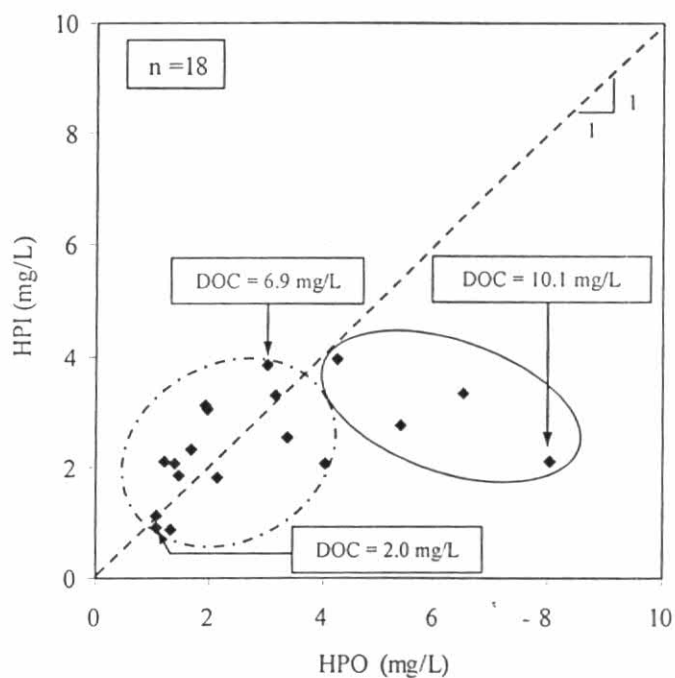 10
n =18
1
1
8
6
DOC = 6.9 mg/L
DOC = 10.1 mg/L
HPI (mg/L)
4
2
DOC = 2.0 mg/L
0
0 2 4 6 - 8 10
HPO (mg/L)